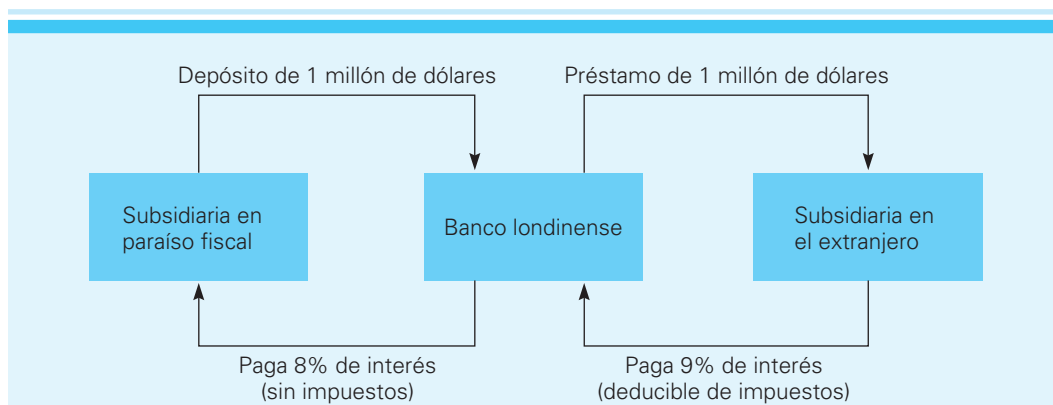 Depósito de 1 millón de dólares
Préstamo de 1 millón de dólares
Subsidiaria en
paraíso fiscal
Banco londinense
Subsidiaria en
el extranjero
Paga 8% de interés
(sin impuestos)
Paga 9% de interés
(deducible de impuestos)